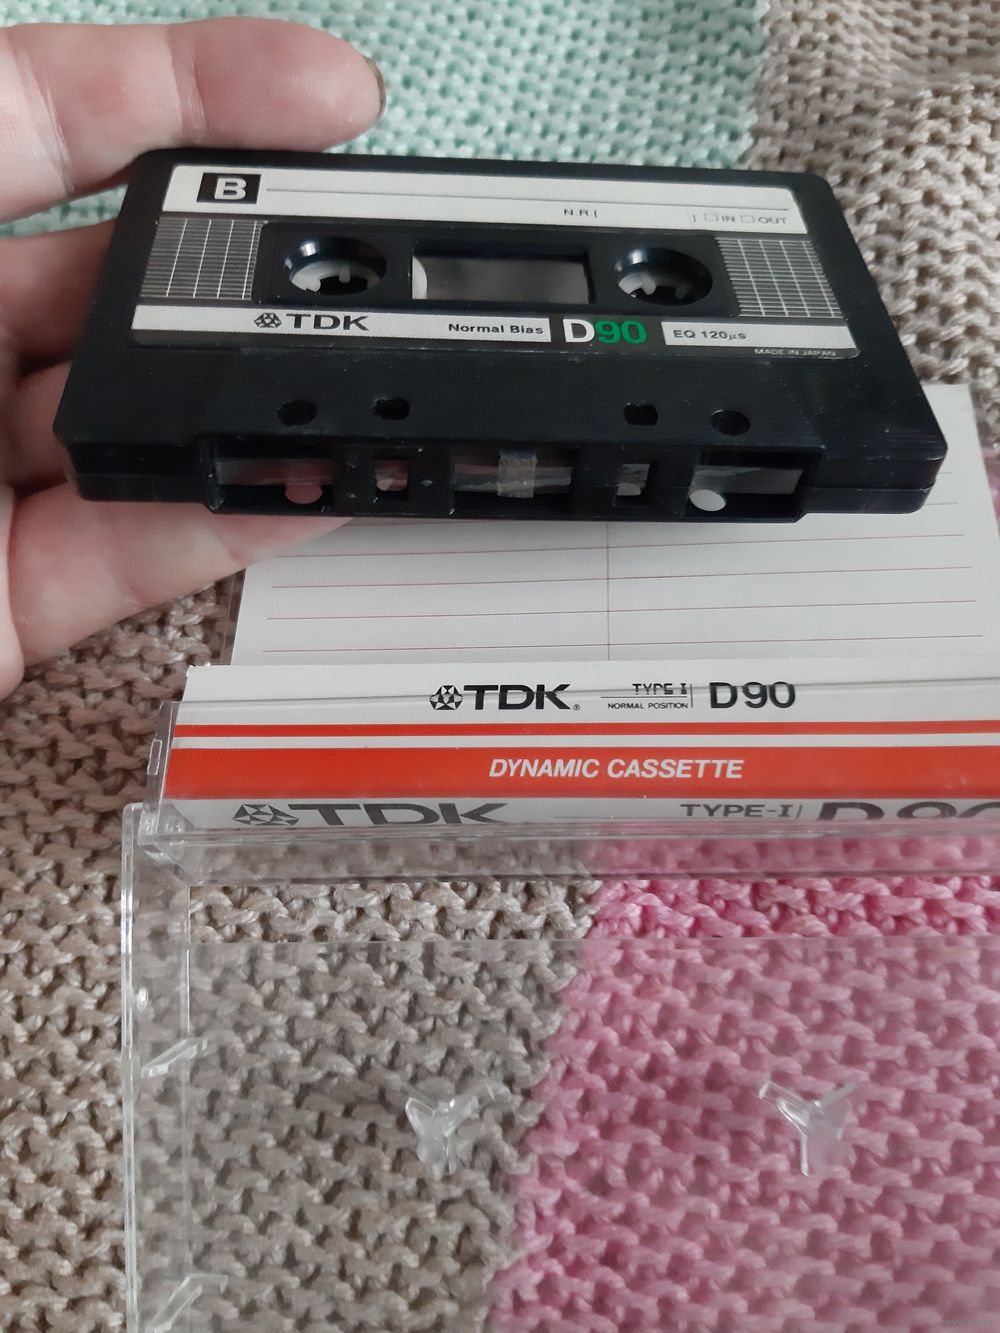 B
N.R.[ ] IN OUT
TDK Normal Bias D90 EQ 120µs
MADE IN JAPAN
TDK® TYPE I D90
NORMAL POSITION
DYNAMIC CASSETTE
TDK TYPE-I D90